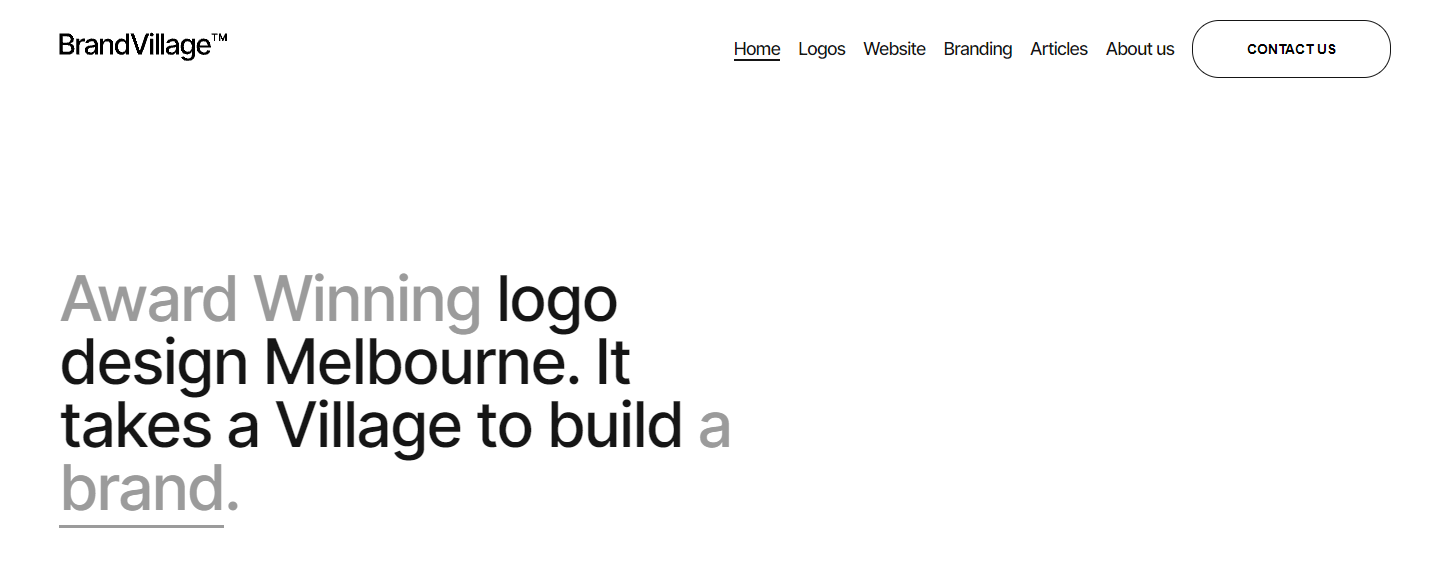 BrandVillage™
Home Logos Website Branding Articles About us CONTACT US
Award Winning logo
design Melbourne. It
takes a Village to build a
brand.